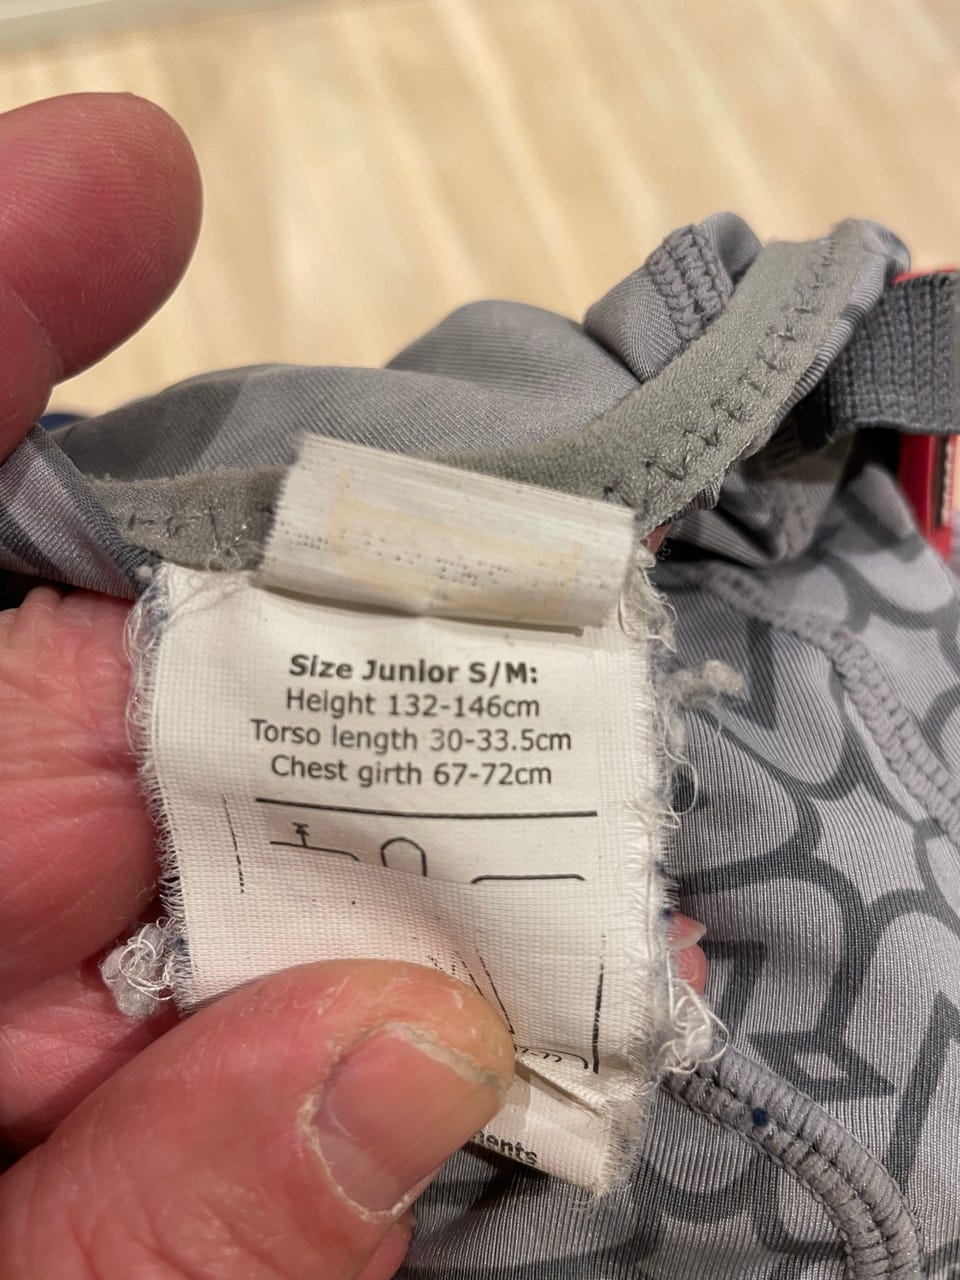 Size Junior S/M:
Height 132-146cm
Torso length 30-33.5cm
Chest girth 67-72cm